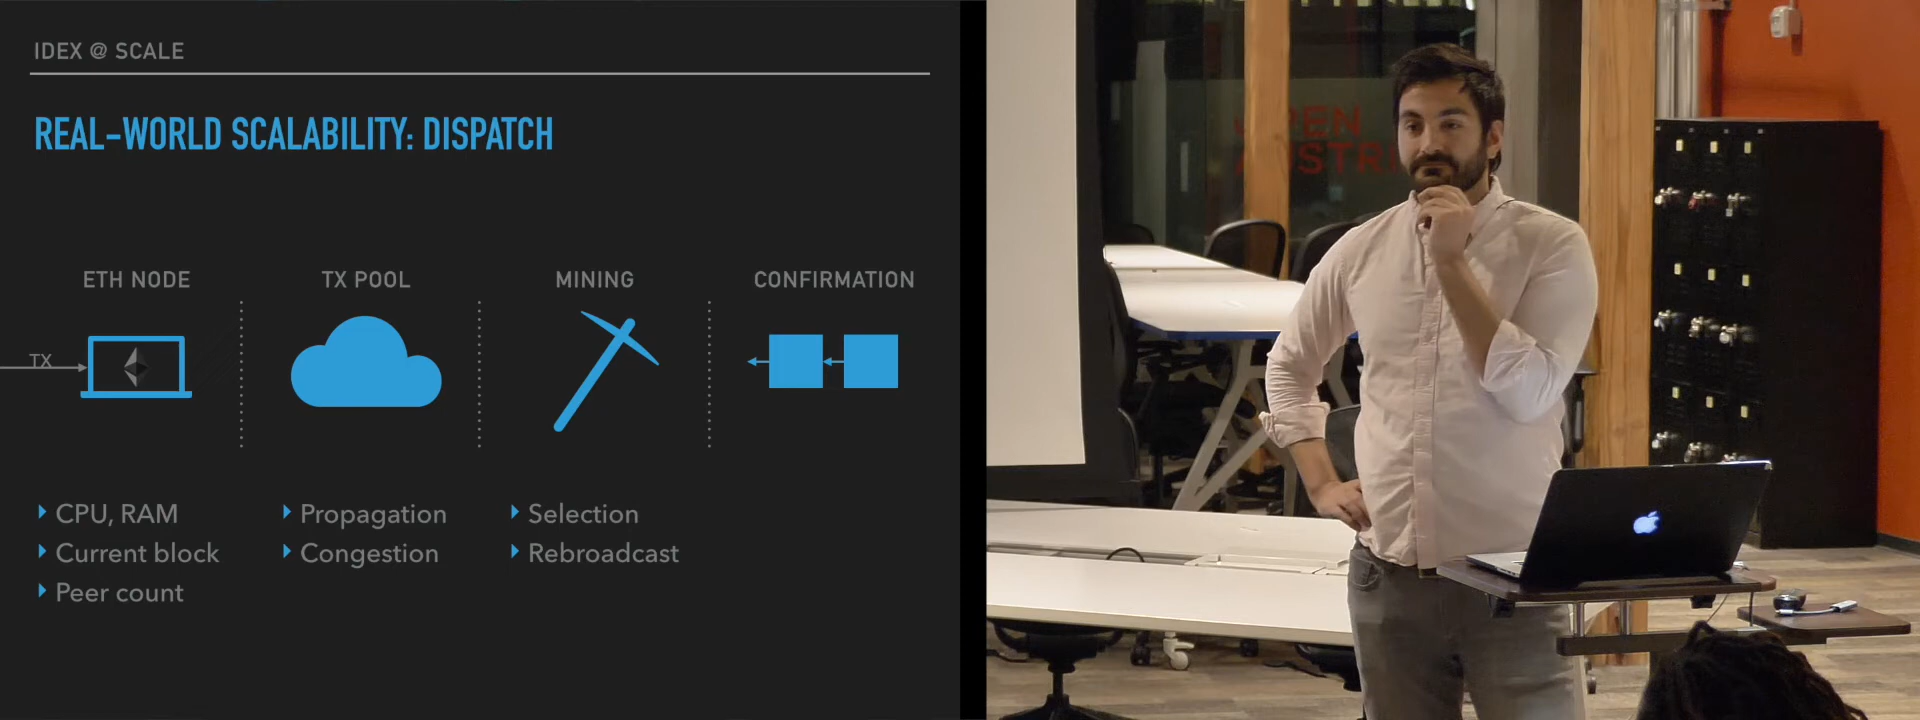 IDEX @ SCALE
REAL-WORLD SCALABILITY: DISPATCH
ETH NODE
TX POOL
MINING
CONFIRMATION
TX
CPU, RAM
Current block
Peer count
Propagation
Congestion
Selection
Rebroadcast
OPEN